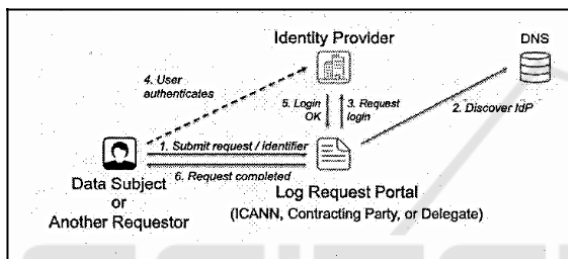 Identity Provider
DNS
4. User
authenticates
5. Login
OK
3. Request
login
2. Discover IdP
1. Submit request / identifier
6. Request completed
Data Subject
or
Another Requestor
Log Request Portal
(ICANN, Contracting Party, or Delegate)